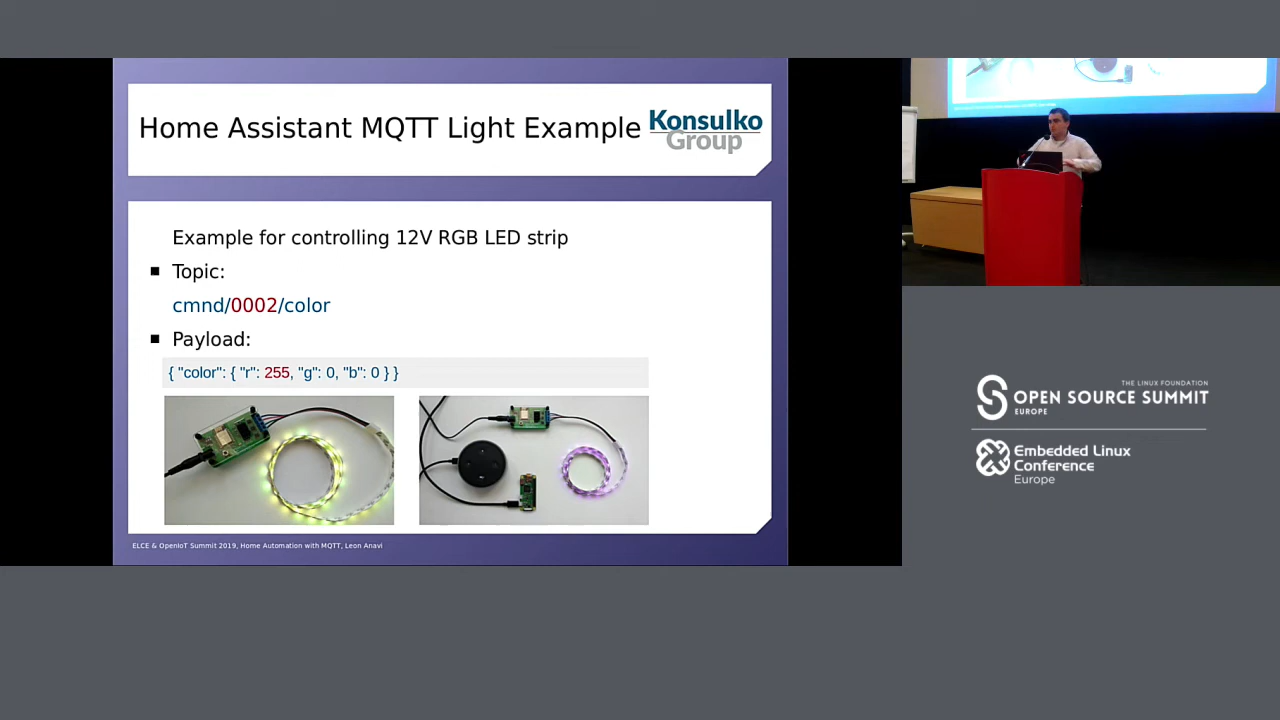 Home Assistant MQTT Light Example
Konsulko
Group
Example for controlling 12V RGB LED strip
Topic:
cmnd/0002/color
Payload:
{ "color": { "r": 255, "g": 0, "b": 0 } }
ELCE & OpenIoT Summit 2019, Home Automation with MQTT, Leon Anavi
THE LINUX FOUNDATION
OPEN SOURCE SUMMIT
EUROPE
Embedded Linux
Conference
Europe